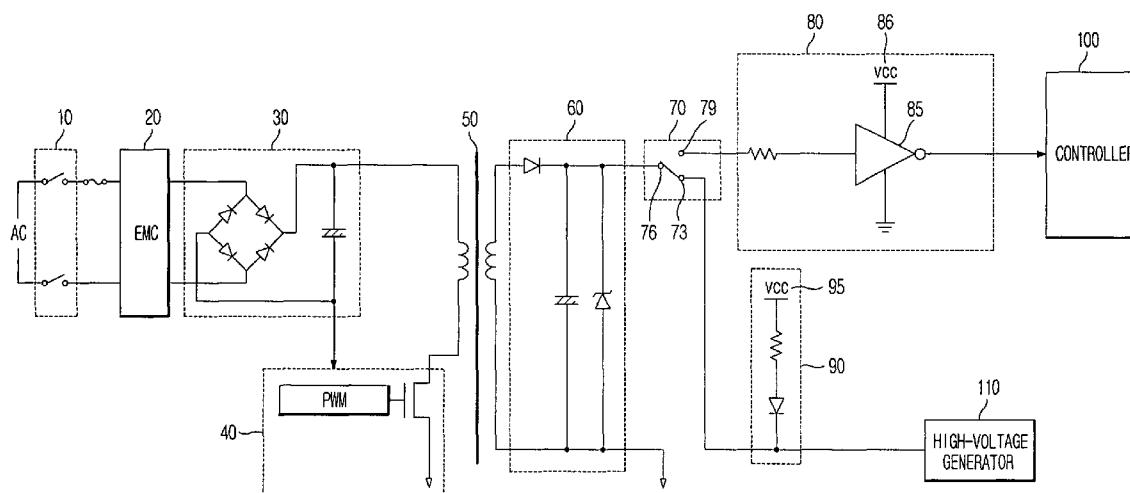 86
80
100
VCC
10
20
30
50
60
70
79
85
CONTROLLER
AC
EMC
76
73
95
VCC
90
PWM
40
110
HIGH-VOLTAGE
GENERATOR